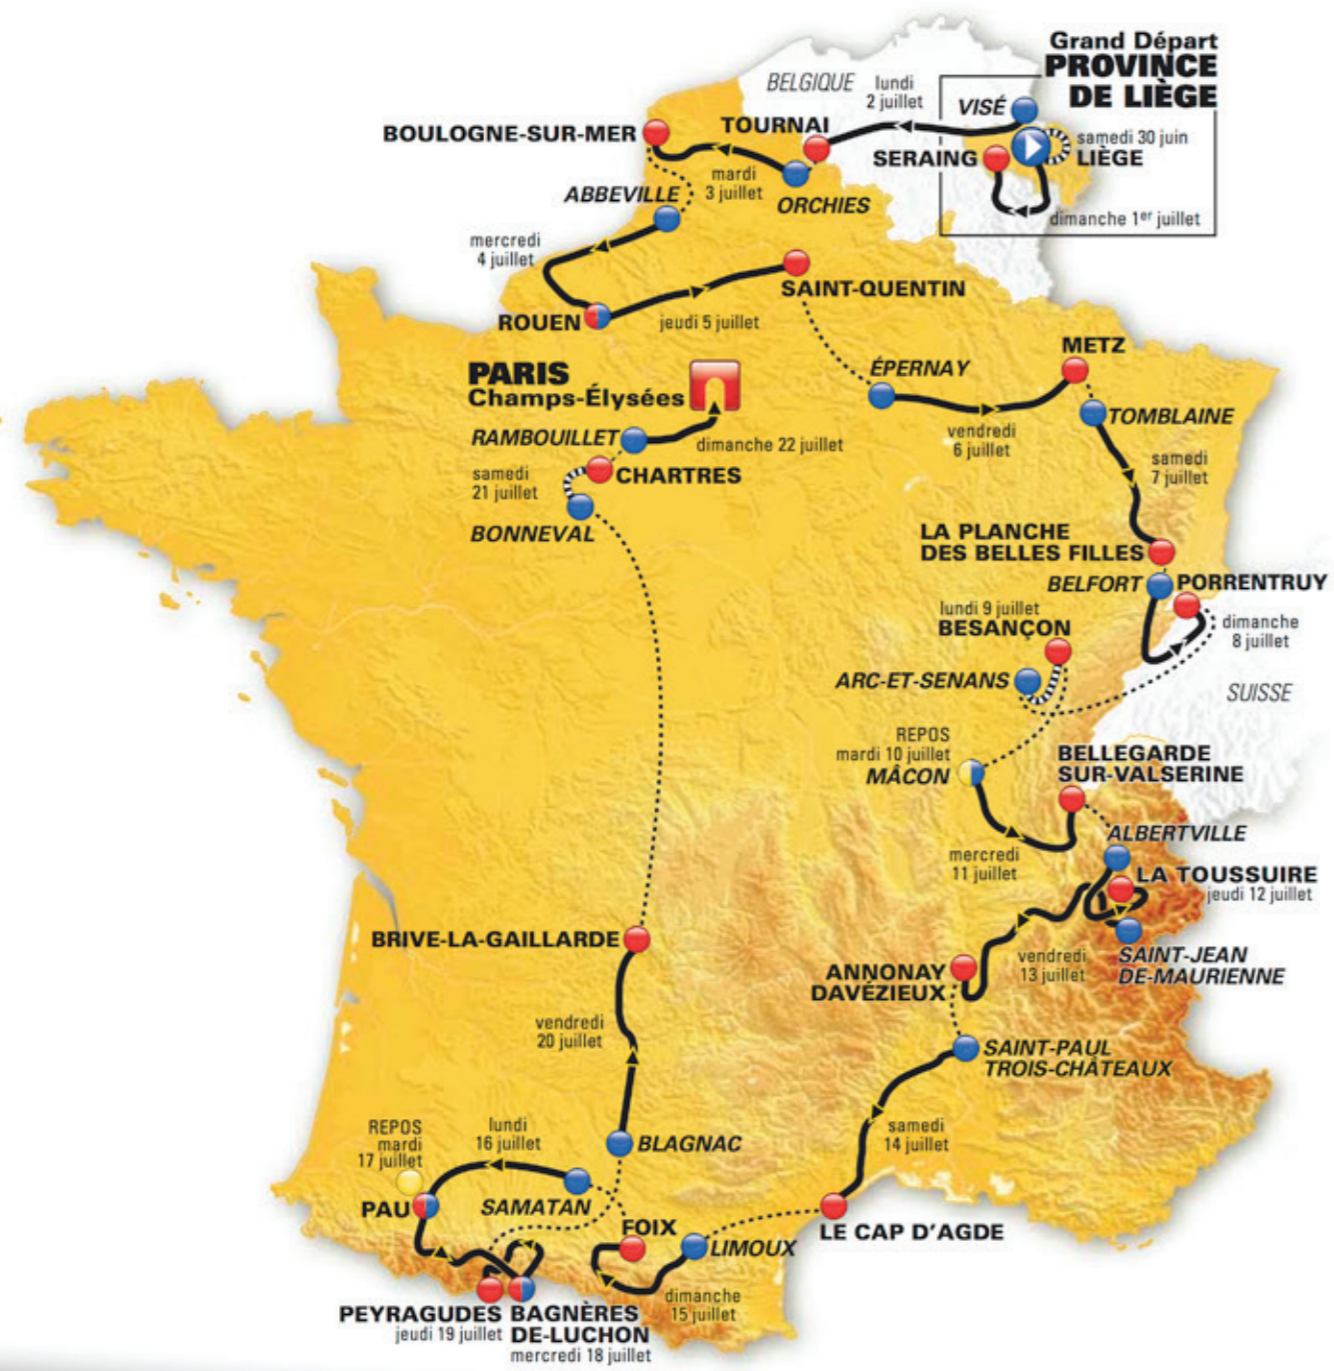 Grand Départ
PROVINCE
DE LIÈGE
BELGIQUE
lundi
2 juillet
VISÉ
samedi 30 juin
LIÈGE
SERAING
dimanche 1er juillet
TOURNAI
BOULOGNE-SUR-MER
mardi
3 juillet
ORCHIES
ABBEVILLE
mercredi
4 juillet
SAINT-QUENTIN
ROUEN
jeudi 5 juillet
METZ
PARIS
Champs-Élysées
ÉPERNAY
TOMBLAINE
RAMBOUILLET
dimanche 22 juillet
vendredi
6 juillet
samedi
7 juillet
samedi
21 juillet
CHARTRES
BONNEVAL
LA PLANCHE
DES BELLES FILLES
BELFORT
PORRENTRUY
lundi 9 juillet
BESANÇON
dimanche
8 juillet
ARC-ET-SENANS
SUISSE
REPOS
mardi 10 juillet
MÂCON
BELLEGARDE
SUR-VALSERINE
ALBERTVILLE
mercredi
11 juillet
LA TOUSSUIRE
jeudi 12 juillet
BRIVE-LA-GAILLARDE
SAINT-JEAN
DE-MAURIENNE
vendredi
13 juillet
ANNONAY
DAVÉZIEUX
vendredi
20 juillet
SAINT-PAUL
TROIS-CHÂTEAUX
samedi
14 juillet
REPOS
mardi
17 juillet
lundi
16 juillet
BLAGNAC
PAU
SAMATAN
FOIX
LIMOUX
LE CAP D'AGDE
dimanche
15 juillet
PEYRAGUDES
jeudi 19 juillet
BAGNÈRES
DE-LUCHON
mercredi 18 juillet